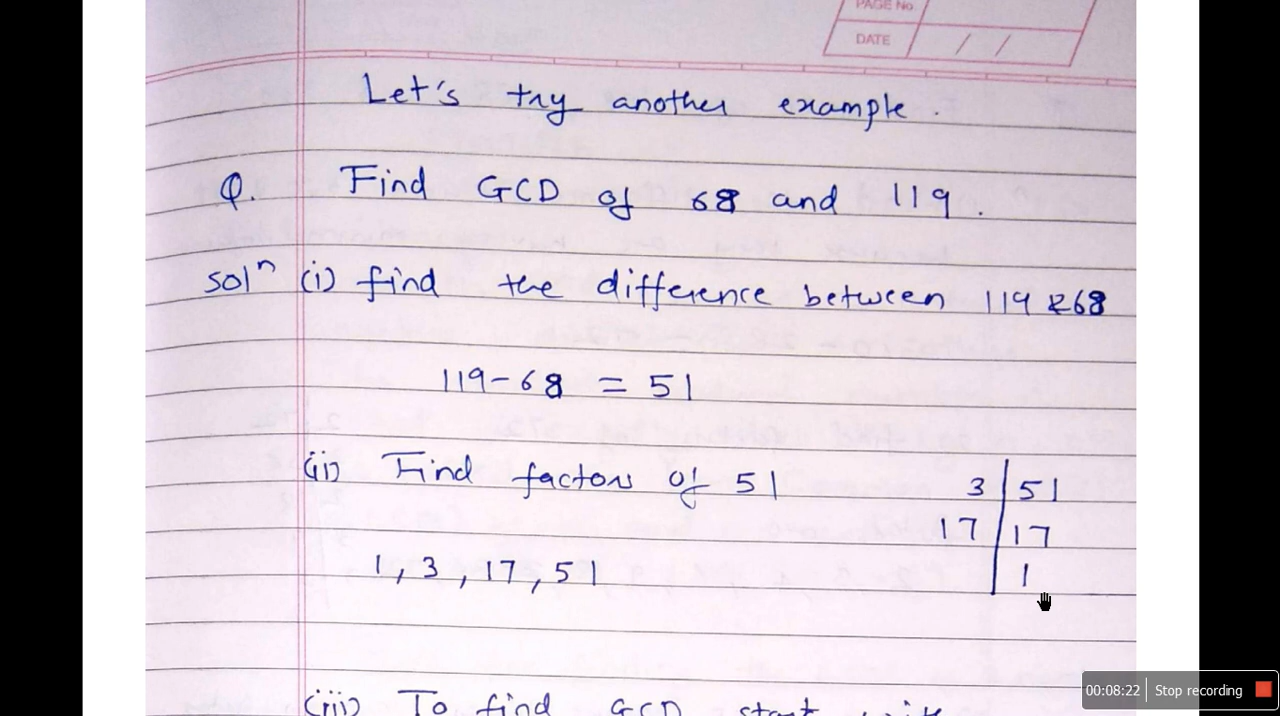 PAGE No
DATE / /
Let's try another example.
Q. Find GCD of 68 and 119.
Solⁿ (i) find the difference between 119 & 68
119-68 = 51
(ii) Find factors of 51
3 | 51
17 | 17
1
1, 3, 17, 51
(iii) To find GCD start with
00:08:22 | Stop recording